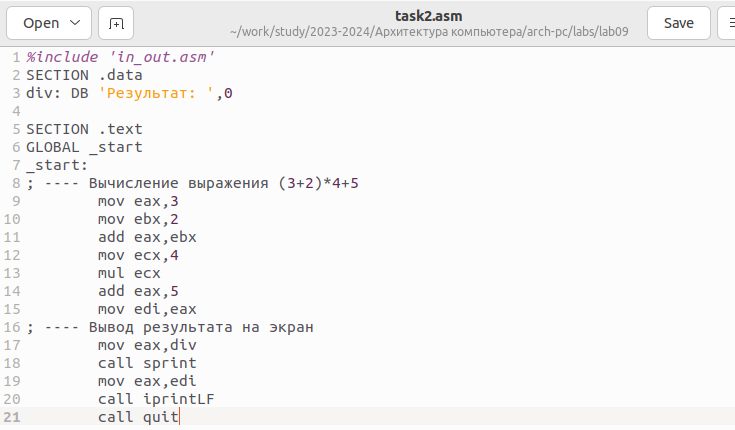 Open
task2.asm
~/work/study/2023-2024/Архитектура компьютера/arch-pc/labs/lab09
Save
1 %include 'in_out.asm'
2 SECTION .data
3 div: DB 'Результат: ',0
4
5 SECTION .text
6 GLOBAL _start
7 _start:
8 ; ---- Вычисление выражения (3+2)*4+5
9 mov eax,3
10 mov ebx,2
11 add eax,ebx
12 mov ecx,4
13 mul ecx
14 add eax,5
15 mov edi,eax
16 ; ---- Вывод результата на экран
17 mov eax,div
18 call sprint
19 mov eax,edi
20 call iprintLF
21 call quit